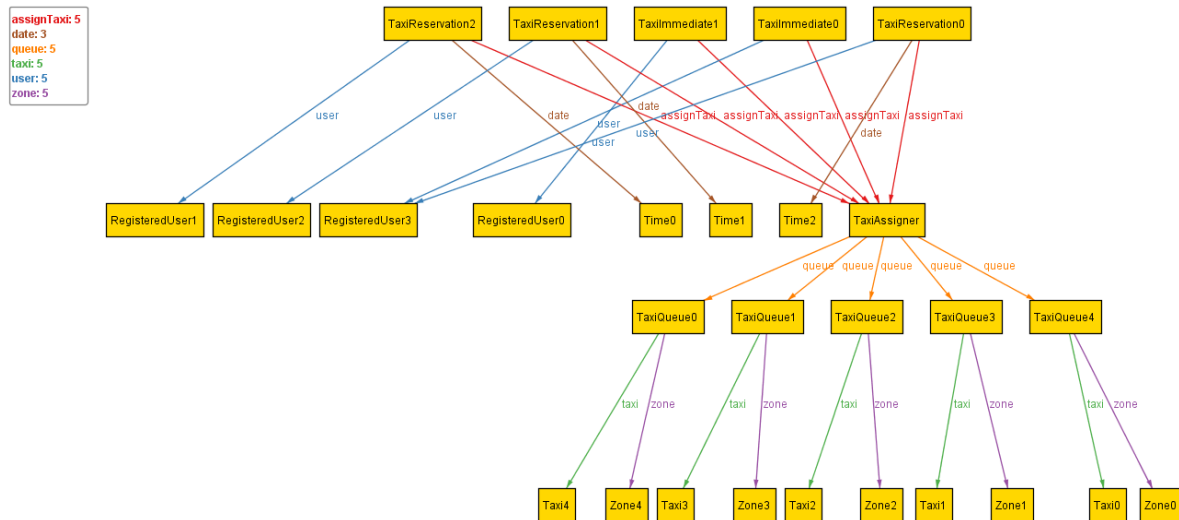 assignTaxi: 5
date: 3
queue: 5
taxi: 5
user: 5
zone: 5
TaxiReservation2 TaxiReservation1 TaxiImmediate1 TaxiImmediate0 TaxiReservation0
user user date date user user user assignTaxi assignTaxi assignTaxi assignTaxi assignTaxi date
RegisteredUser1 RegisteredUser2 RegisteredUser3 RegisteredUser0 Time0 Time1 Time2 TaxiAssigner
queue queue queue queue queue
TaxiQueue0 TaxiQueue1 TaxiQueue2 TaxiQueue3 TaxiQueue4
taxi zone taxi zone taxi zone taxi zone taxi zone
Taxi4 Zone4 Taxi3 Zone3 Taxi2 Zone2 Taxi1 Zone1 Taxi0 Zone0